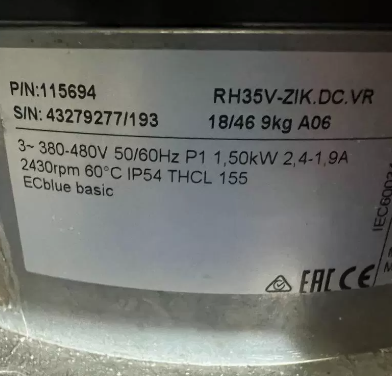 P/N:115694
RH35V-ZIK.DC.VR
S/N: 43279277/193
18/46 9kg A06
3~ 380-480V 50/60Hz P1 1,50kW 2,4-1,9A
2430rpm 60°C IP54 THCL 155
ECblue basic
EAC CE